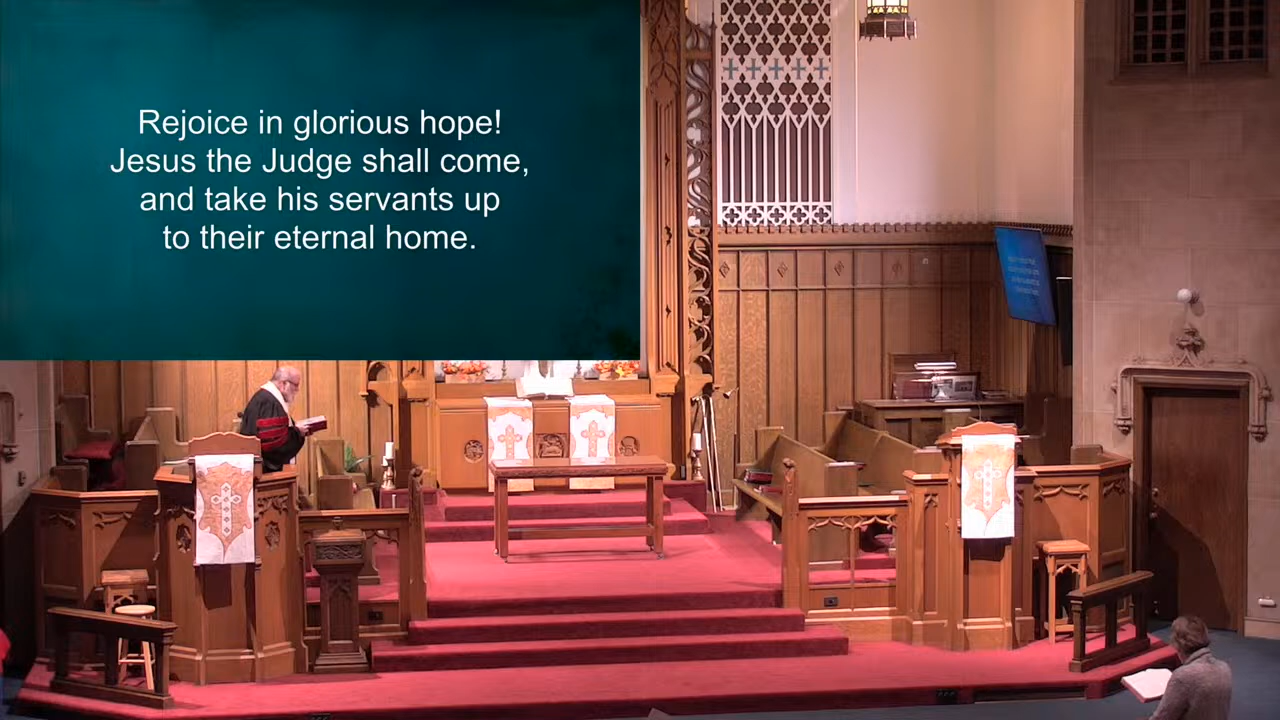 Rejoice in glorious hope!
Jesus the Judge shall come,
and take his servants up
to their eternal home.